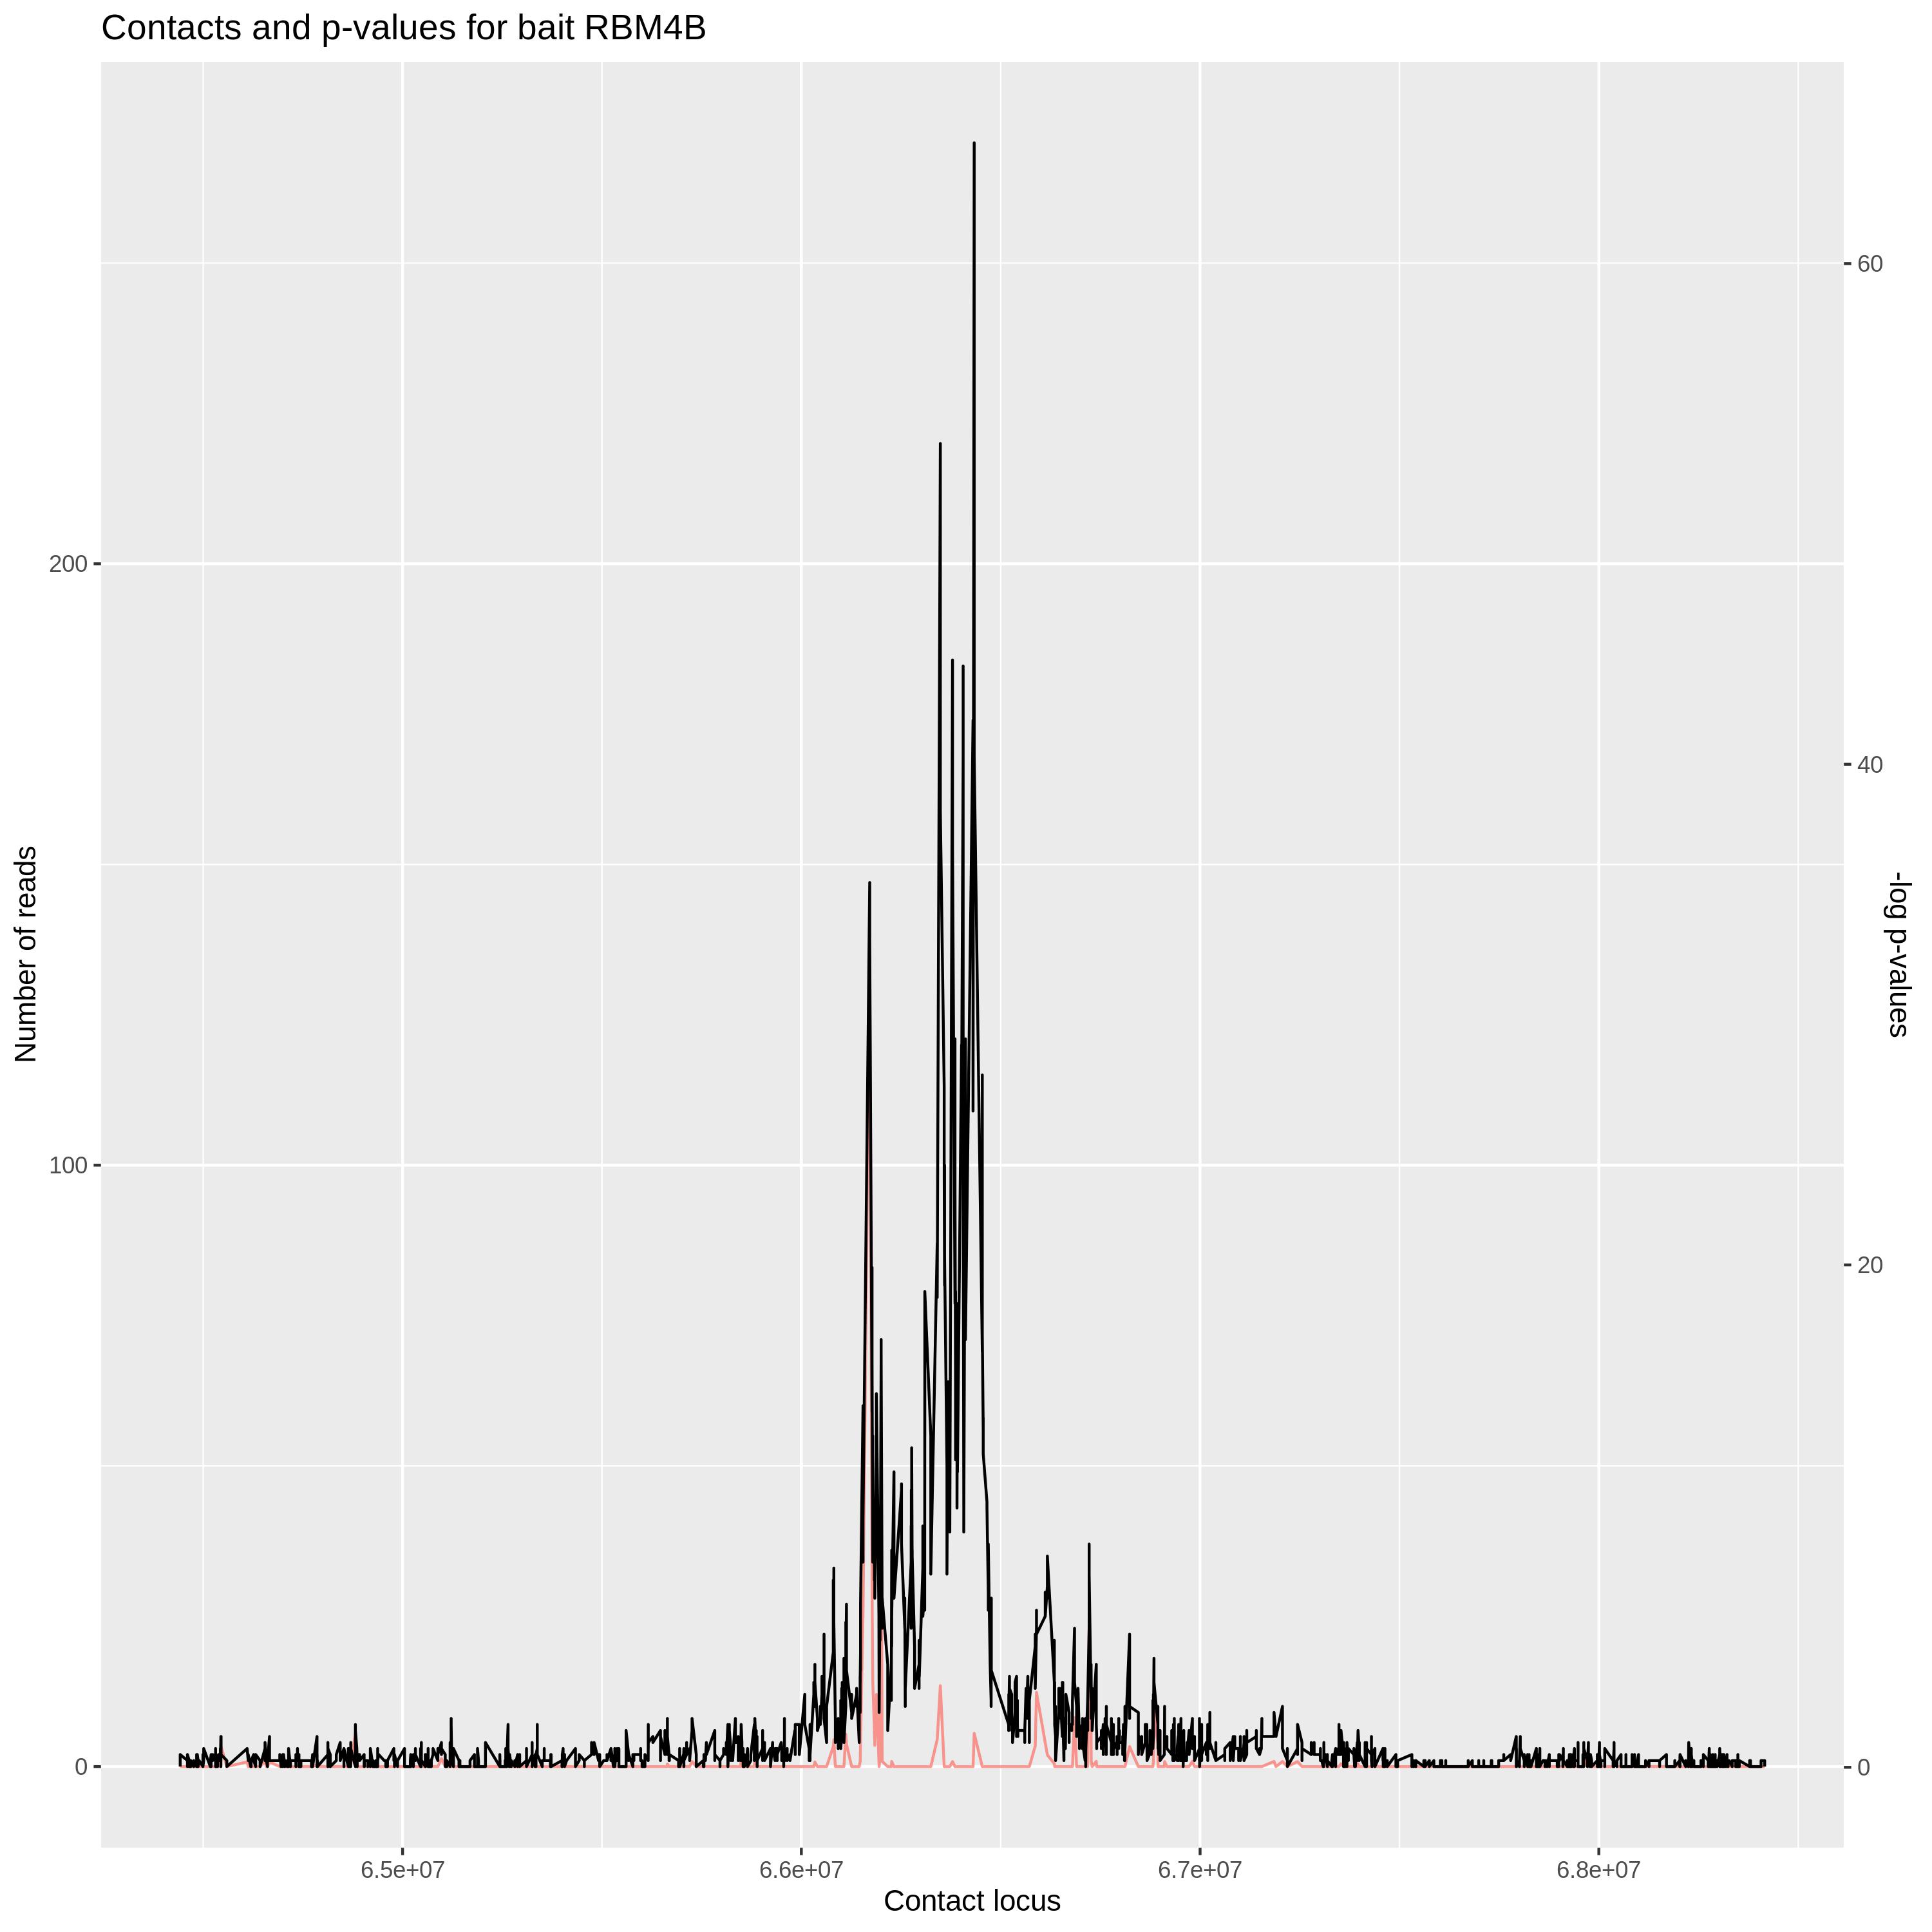 Contacts and p-values for bait RBM4B
200
100
0
60
40
20
0
Number of reads
-log p-values
6.5e+07
6.6e+07
6.7e+07
6.8e+07
Contact locus